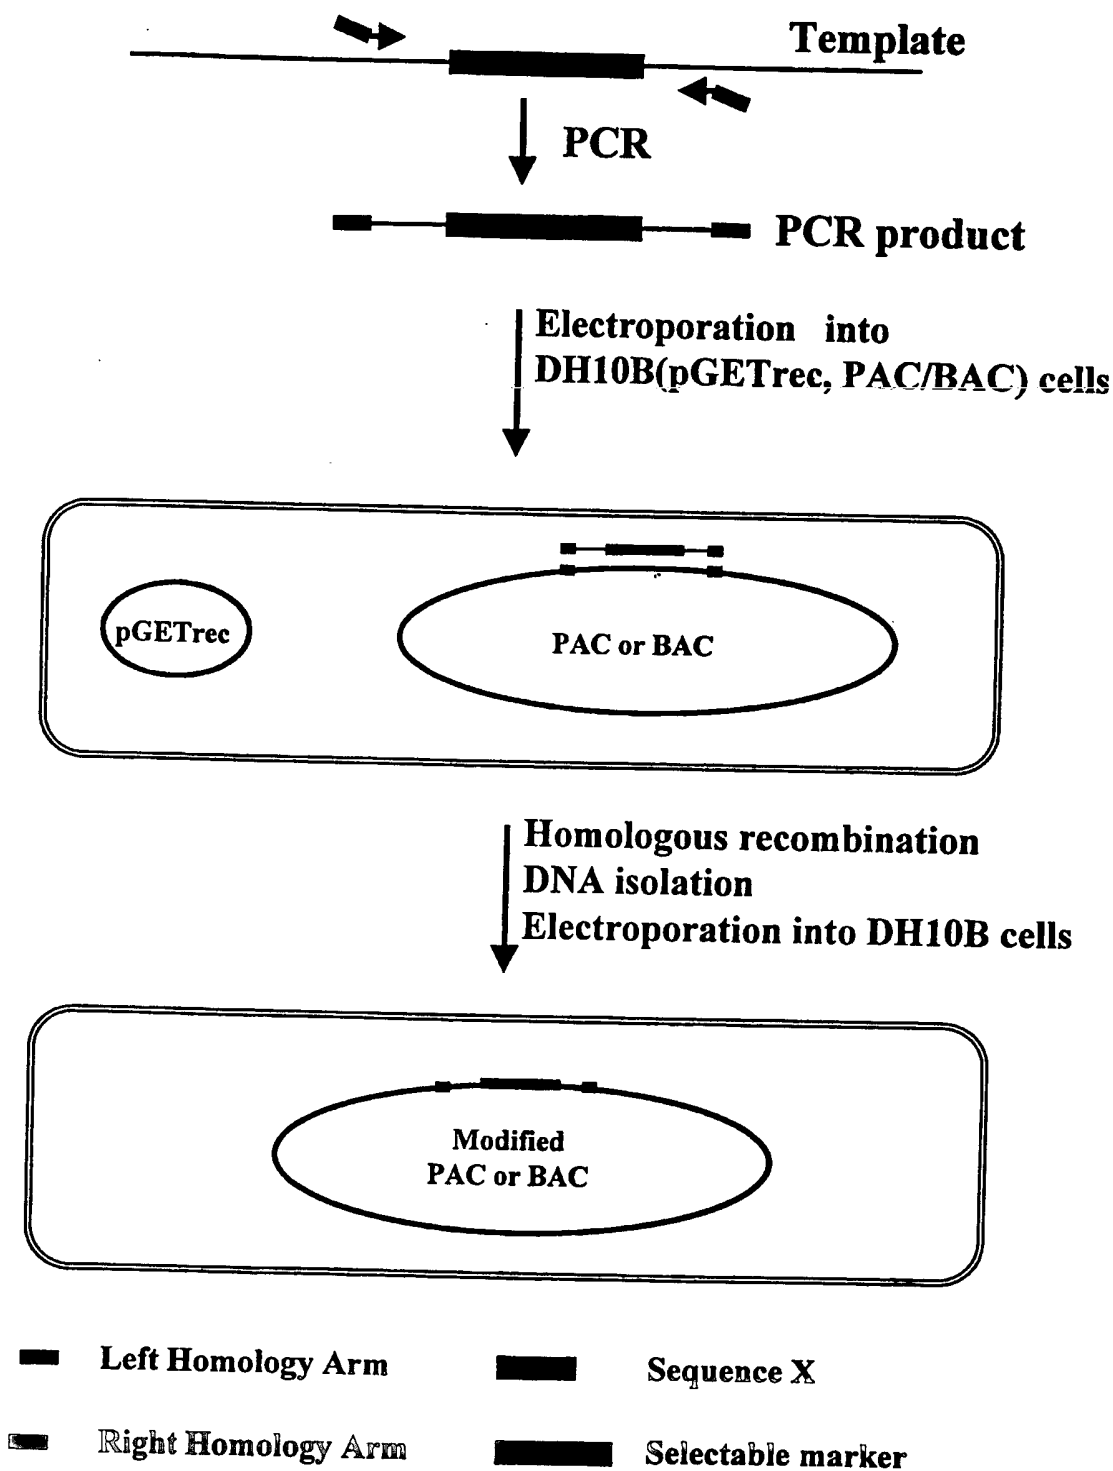 Template
PCR
PCR product
Electroporation into
DH10B(pGETrec, PAC/BAC) cells
pGETrec
PAC or BAC
Homologous recombination
DNA isolation
Electroporation into DH10B cells
Modified
PAC or BAC
Left Homology Arm
Sequence X
Right Homology Arm
Selectable marker